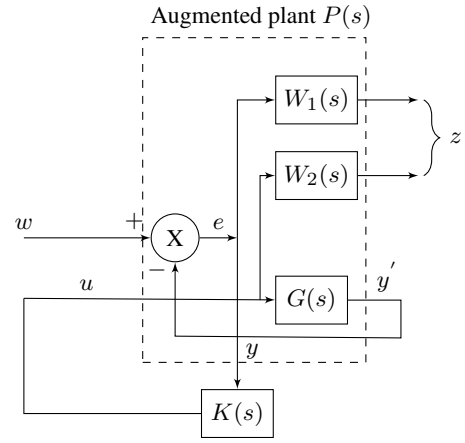 Augmented plant P(s)
W₁(s)
z
W₂(s)
w
+
X
e
−
u
G(s)
y′
y
K(s)